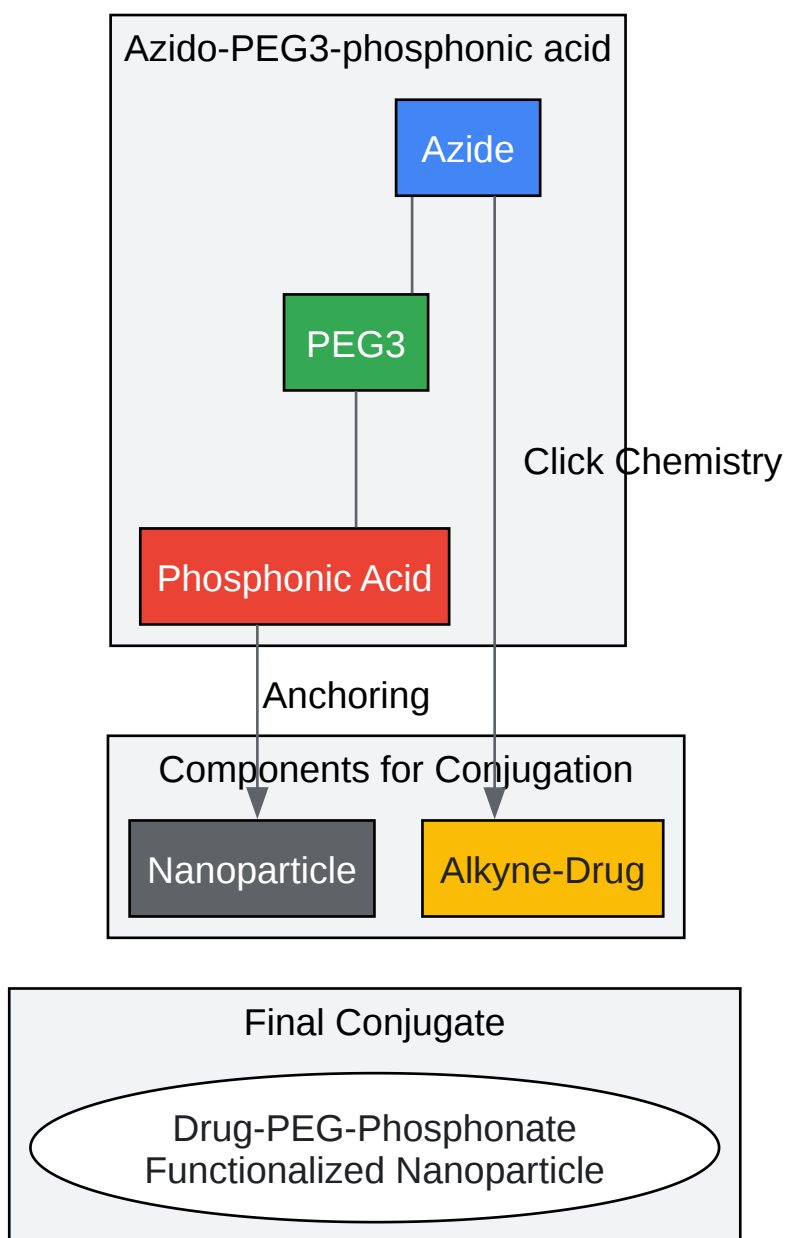 Azido-PEG3-phosphonic acid
Azide
PEG3
Click Chemistry
Phosphonic Acid
Anchoring
Components for Conjugation
Nanoparticle
Alkyne-Drug
Final Conjugate
Drug-PEG-Phosphonate
Functionalized Nanoparticle